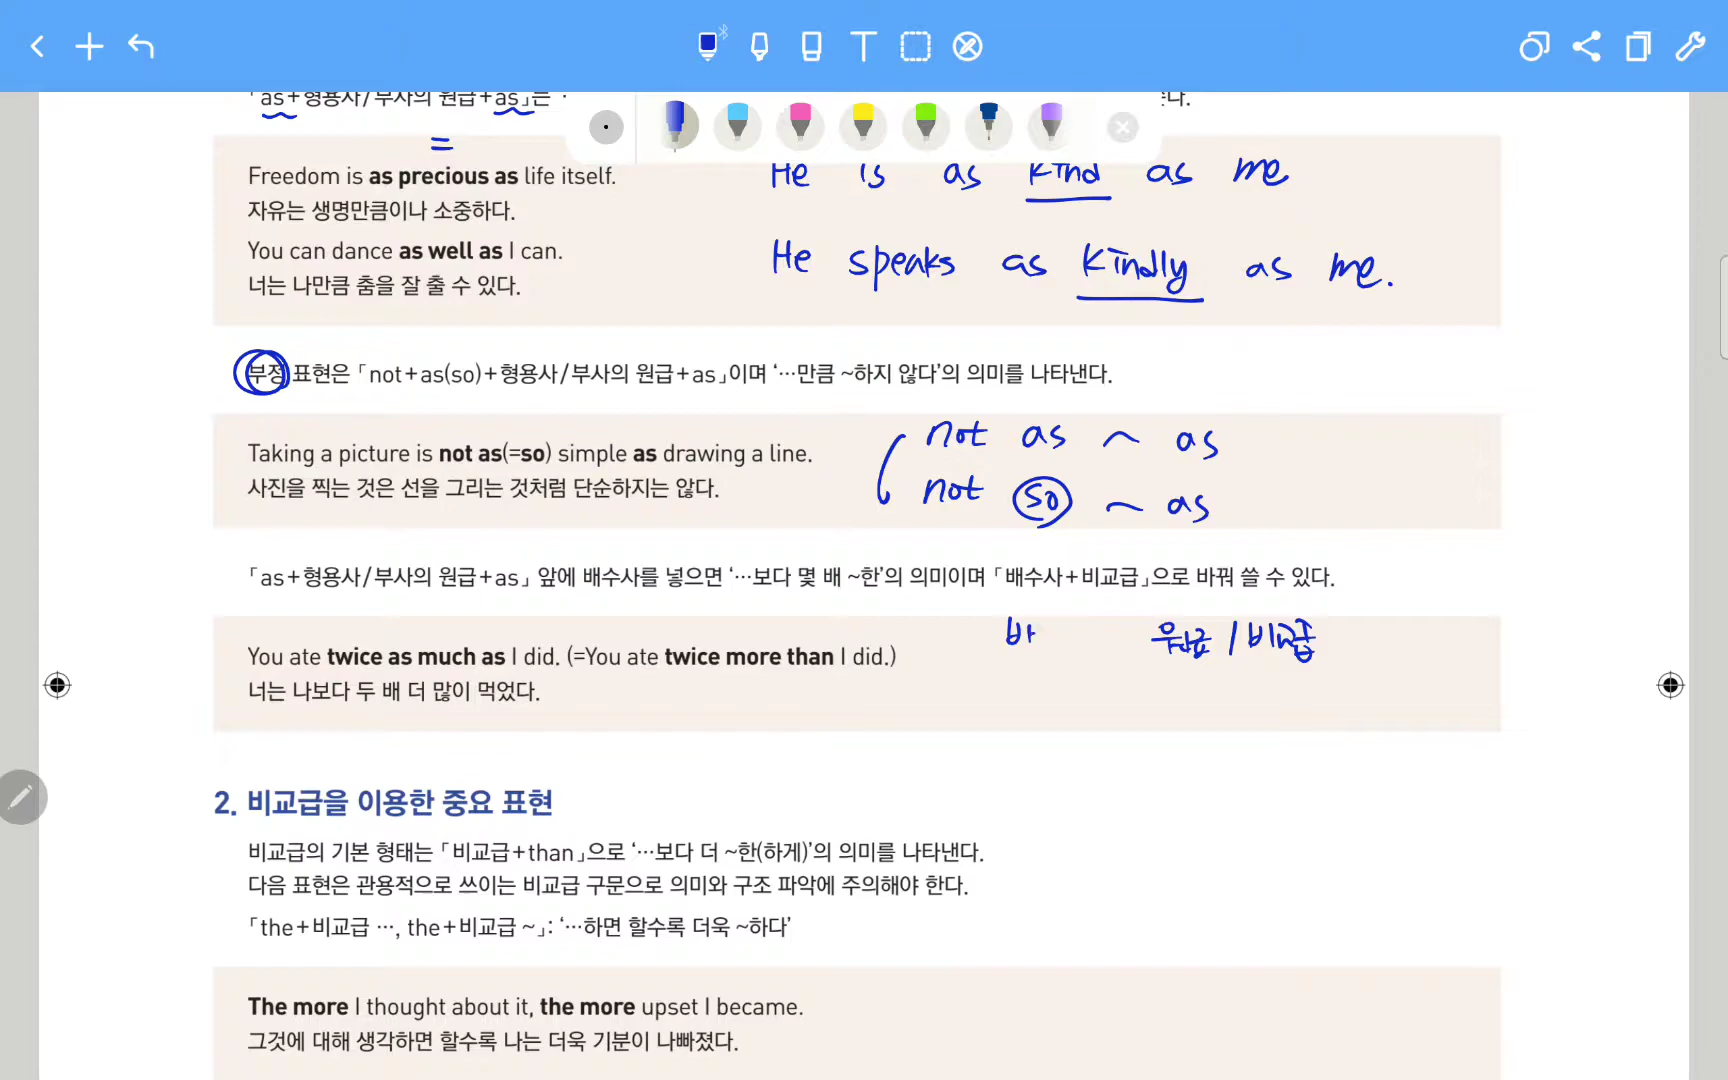 「as+형용사/부사의 원급+as」는
다.
=
Freedom is as precious as life itself.
He is as kind as me
자유는 생명만큼이나 소중하다.
You can dance as well as I can.
He speaks as kindly as me.
너는 나만큼 춤을 잘 출 수 있다.
부정 표현은 「not+as(so)+형용사/부사의 원급+as」이며 ‘…만큼 ~하지 않다’의 의미를 나타낸다.
not as ~ as
Taking a picture is not as(=so) simple as drawing a line.
not so ~ as
사진을 찍는 것은 선을 그리는 것처럼 단순하지는 않다.
「as+형용사/부사의 원급+as」 앞에 배수사를 넣으면 ‘…보다 몇 배 ~한’의 의미이며 「배수사+비교급」으로 바꿔 쓸 수 있다.
원급 / 비교급
You ate twice as much as I did. (=You ate twice more than I did.)
너는 나보다 두 배 더 많이 먹었다.
2. 비교급을 이용한 중요 표현
비교급의 기본 형태는 「비교급+than」으로 ‘…보다 더 ~한(하게)’의 의미를 나타낸다.
다음 표현은 관용적으로 쓰이는 비교급 구문으로 의미와 구조 파악에 주의해야 한다.
「the+비교급 …, the+비교급 ~」: ‘…하면 할수록 더욱 ~하다’
The more I thought about it, the more upset I became.
그것에 대해 생각하면 할수록 나는 더욱 기분이 나빠졌다.